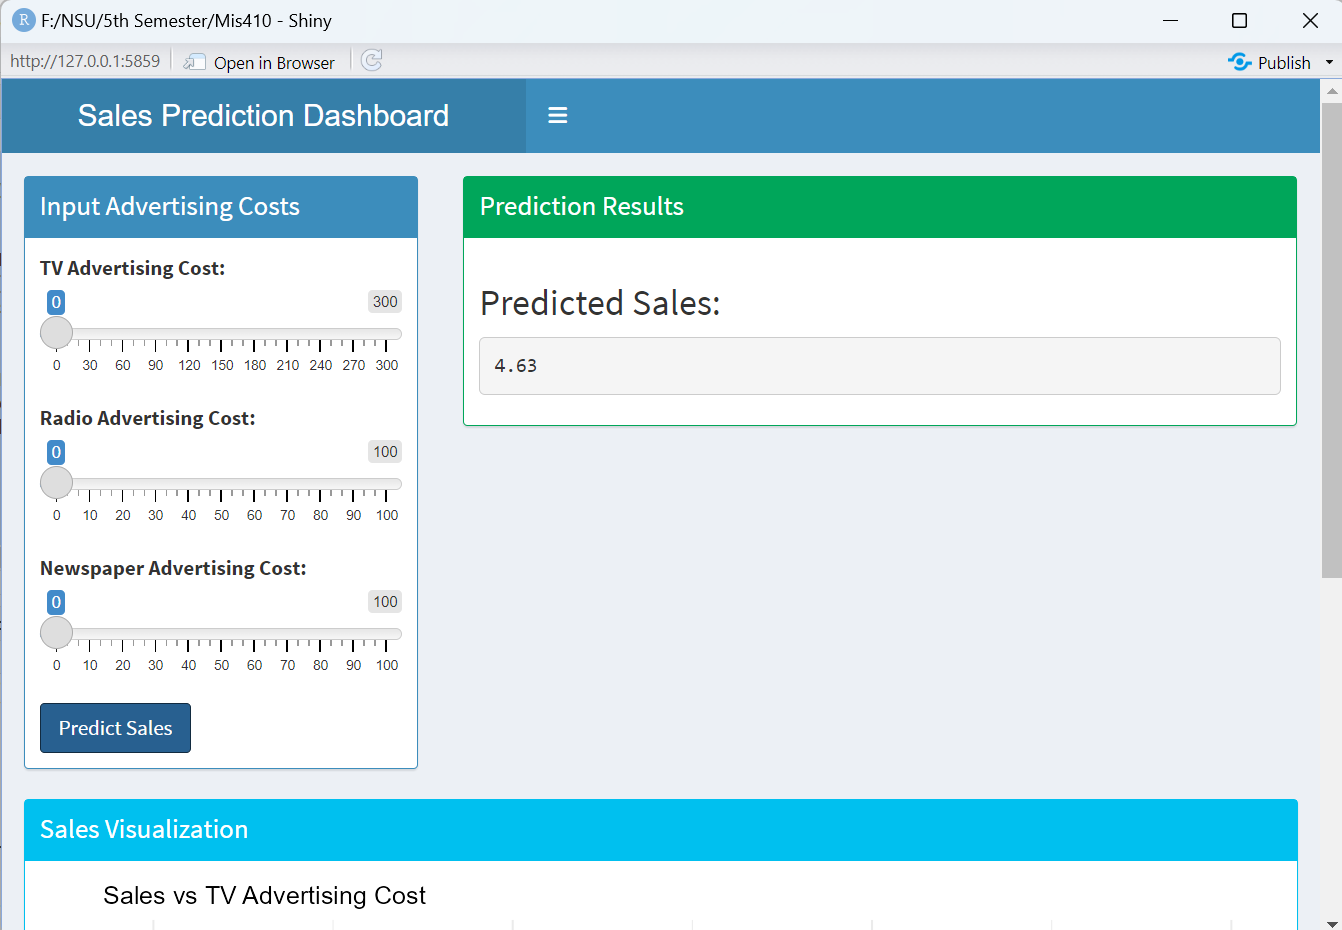 R F:/NSU/5th Semester/Mis410 - Shiny
http://127.0.0.1:5859 Open in Browser Publish
Sales Prediction Dashboard
Input Advertising Costs
TV Advertising Cost:
0 300
0 30 60 90 120 150 180 210 240 270 300
Radio Advertising Cost:
0 100
0 10 20 30 40 50 60 70 80 90 100
Newspaper Advertising Cost:
0 100
0 10 20 30 40 50 60 70 80 90 100
Predict Sales
Prediction Results
Predicted Sales:
4.63
Sales Visualization
Sales vs TV Advertising Cost